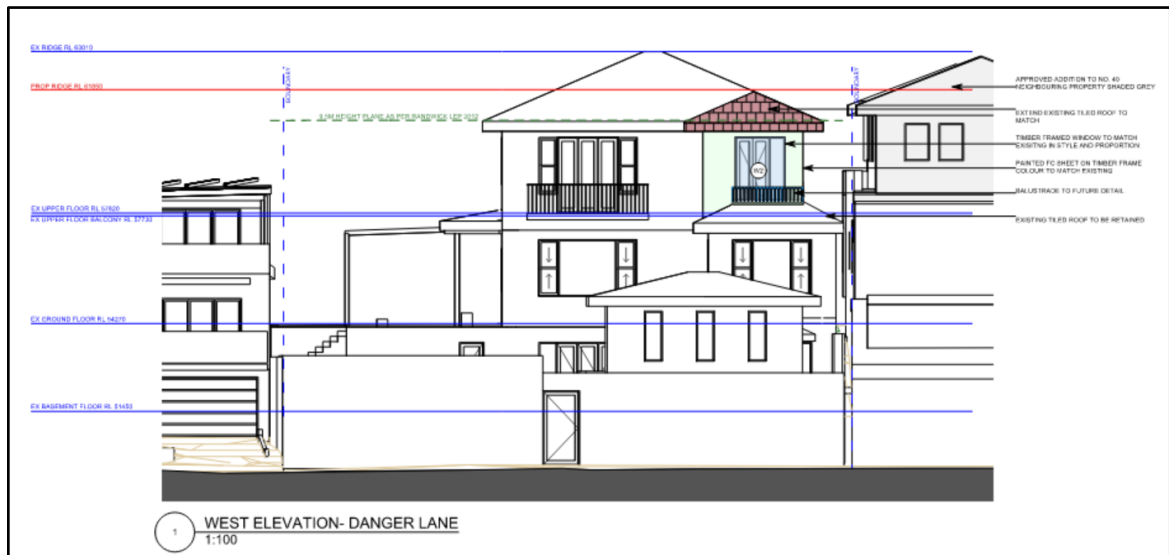 EX RIDGE RL 63010
PROP RIDGE RL 61860
BOUNDARY
BOUNDARY
9.5M HEIGHT PLANE AS PER RANDWICK LEP 2012
APPROVED ADDITION TO NO. 40
NEIGHBOURING PROPERTY SHADED GREY
EXTEND EXISTING TILED ROOF TO
MATCH
TIMBER FRAMED WINDOW TO MATCH
EXISITNG IN STYLE AND PROPORTION
PAINTED FC SHEET ON TIMBER FRAME
COLOUR TO MATCH EXISTING
W2
BALUSTRADE TO FUTURE DETAIL
EX UPPER FLOOR RL 57820
EX UPPER FLOOR BALCONY RL 57730
EXISTING TILED ROOF TO BE RETAINED
EX GROUND FLOOR RL 54270
EX BASEMENT FLOOR RL 51450
1
WEST ELEVATION- DANGER LANE
1:100